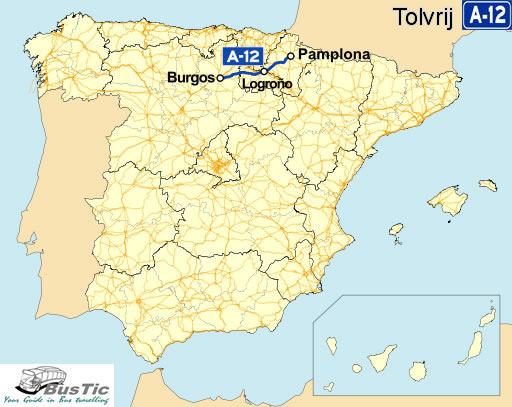 Tolvrij A-12
A-12
Pamplona
Burgos
Logroño
BusTic
Your Guide in Bus travelling